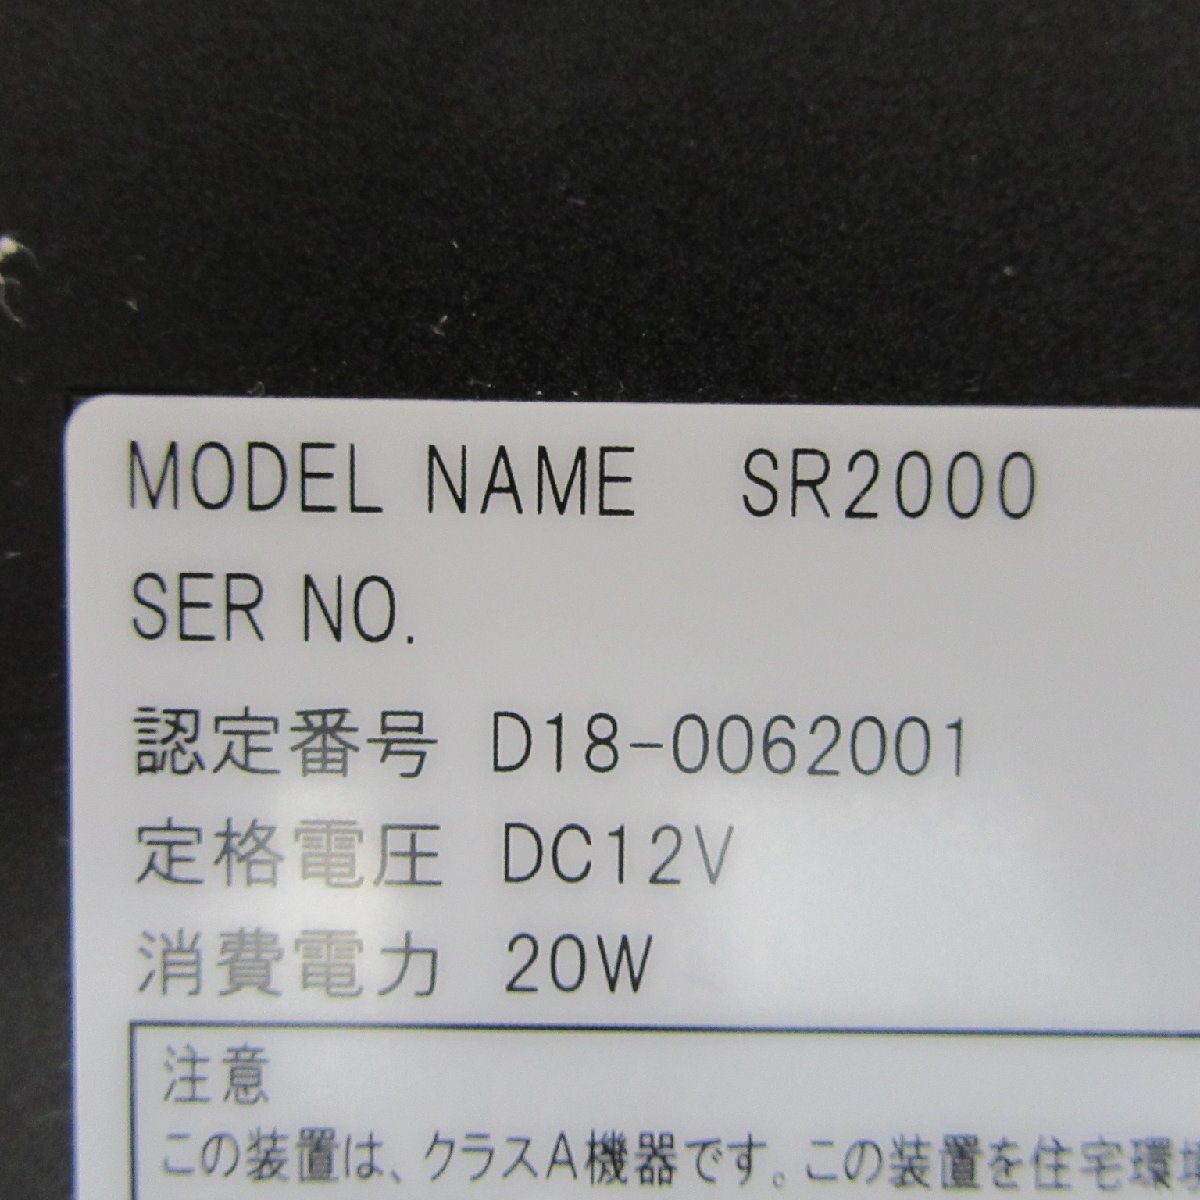 MODEL NAME SR2000
SER NO.
認定番号 D18-0062001
定格電圧 DC12V
消費電力 20W
注意
この装置は、クラスA機器です。この装置を住宅環境